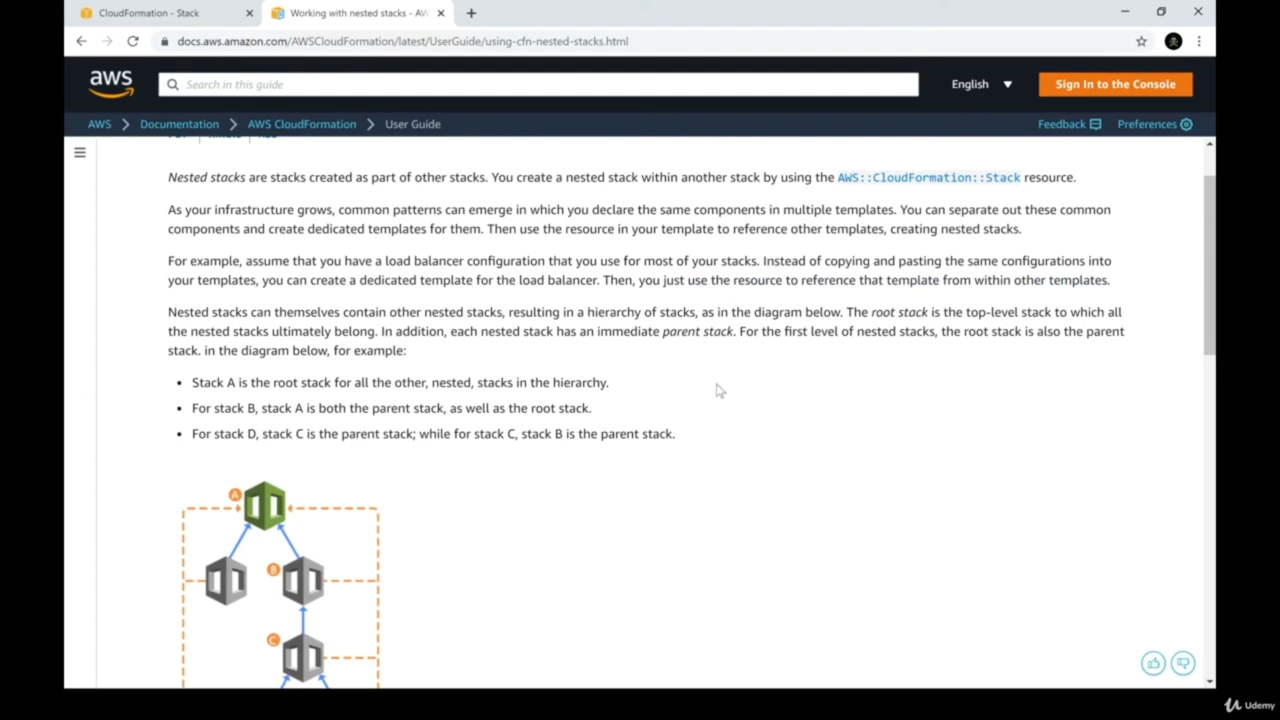 CloudFormation - Stack
Working with nested stacks - AW
docs.aws.amazon.com/AWSCloudFormation/latest/UserGuide/using-cfn-nested-stacks.html
aws
Search in this guide
English
Sign In to the Console
AWS
Documentation
AWS CloudFormation
User Guide
Feedback
Preferences
Nested stacks are stacks created as part of other stacks. You create a nested stack within another stack by using the AWS::CloudFormation::Stack resource.
As your infrastructure grows, common patterns can emerge in which you declare the same components in multiple templates. You can separate out these common
components and create dedicated templates for them. Then use the resource in your template to reference other templates, creating nested stacks.
For example, assume that you have a load balancer configuration that you use for most of your stacks. Instead of copying and pasting the same configurations into
your templates, you can create a dedicated template for the load balancer. Then, you just use the resource to reference that template from within other templates.
Nested stacks can themselves contain other nested stacks, resulting in a hierarchy of stacks, as in the diagram below. The root stack is the top-level stack to which all
the nested stacks ultimately belong. In addition, each nested stack has an immediate parent stack. For the first level of nested stacks, the root stack is also the parent
stack. in the diagram below, for example:
• Stack A is the root stack for all the other, nested, stacks in the hierarchy.
• For stack B, stack A is both the parent stack, as well as the root stack.
• For stack D, stack C is the parent stack; while for stack C, stack B is the parent stack.
A
B
C
Udemy